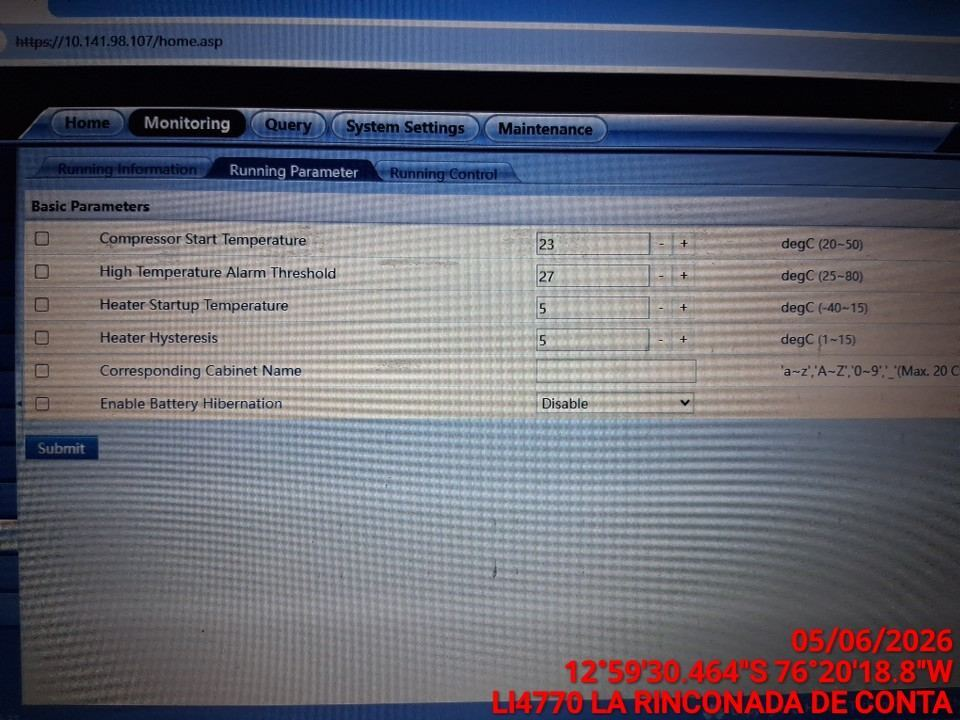 https://10.141.98.107/home.asp
Home Monitoring Query System Settings Maintenance
Running Information Running Parameter Running Control
Basic Parameters
Compressor Start Temperature 23 - + degC (20~50)
High Temperature Alarm Threshold 27 - + degC (25~80)
Heater Startup Temperature 5 - + degC (-40~15)
Heater Hysteresis 5 - + degC (1~15)
Corresponding Cabinet Name 'a~z','A~Z','0~9','_'(Max. 20 C
Enable Battery Hibernation Disable
Submit
05/06/2026
12°59'30.464"S 76°20'18.8"W
LI4770 LA RINCONADA DE CONTA